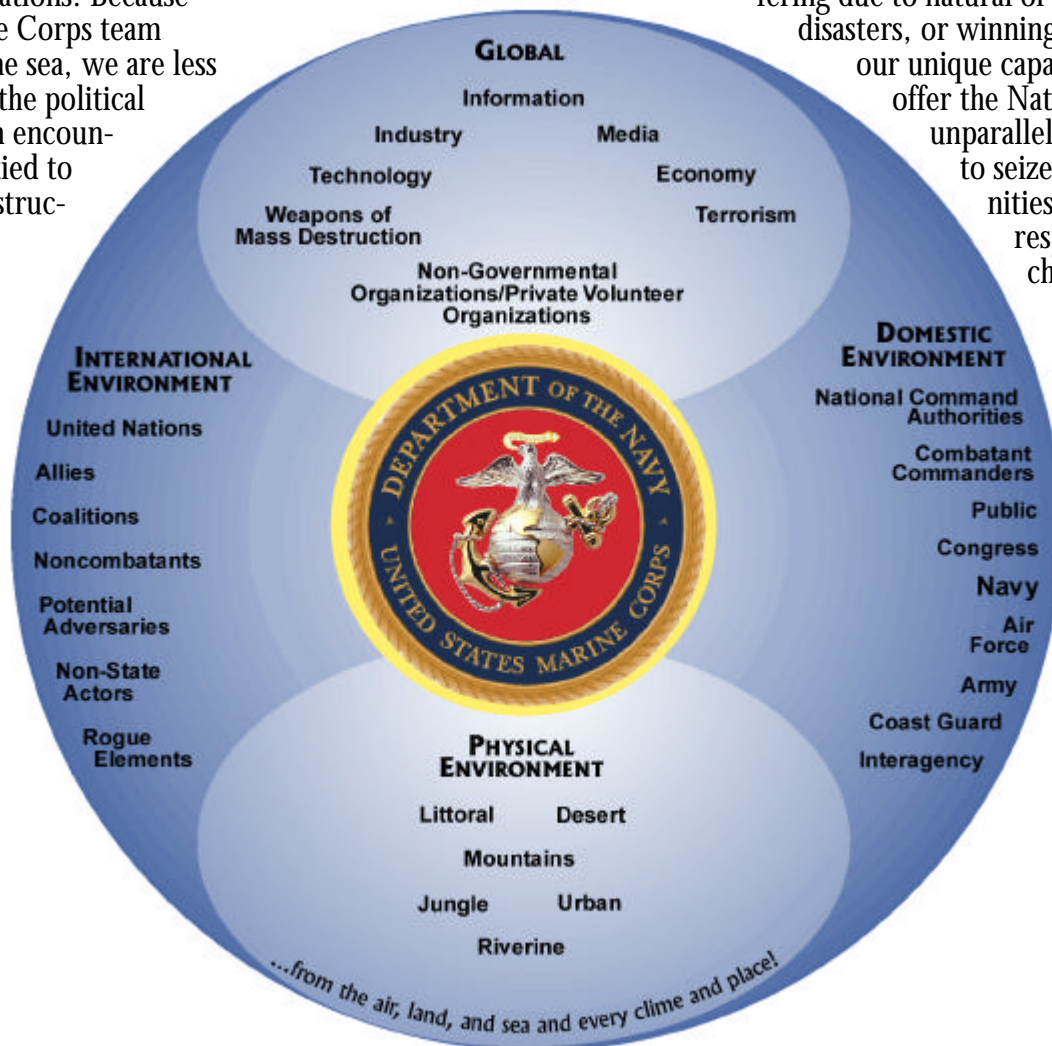 ations. Because
e Corps team
he sea, we are less
the political
n encoun-
tied to
struc-
fering due to natural or
disasters, or winning
our unique capa
offer the Nat
unparallel
to seize
nities
res
ch
GLOBAL
Information
Industry Media
Technology Economy
Weapons of
Mass Destruction
Terrorism
Non-Governmental
Organizations/Private Volunteer
Organizations
INTERNATIONAL
ENVIRONMENT
United Nations
Allies
Coalitions
Noncombatants
Potential
Adversaries
Non-State
Actors
Rogue
Elements
DEPARTMENT OF THE NAVY
UNITED STATES MARINE CORPS
DOMESTIC
ENVIRONMENT
National Command
Authorities
Combatant
Commanders
Public
Congress
Navy
Air
Force
Army
Coast Guard
Interagency
PHYSICAL
ENVIRONMENT
Littoral Desert
Mountains
Jungle Urban
Riverine
...from the air, land, and sea and every clime and place!